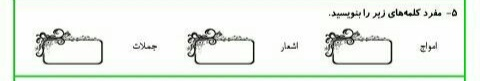 ۵- مفرد کلمه‌های زیر را بنویسید.
امواج اشعار جملات